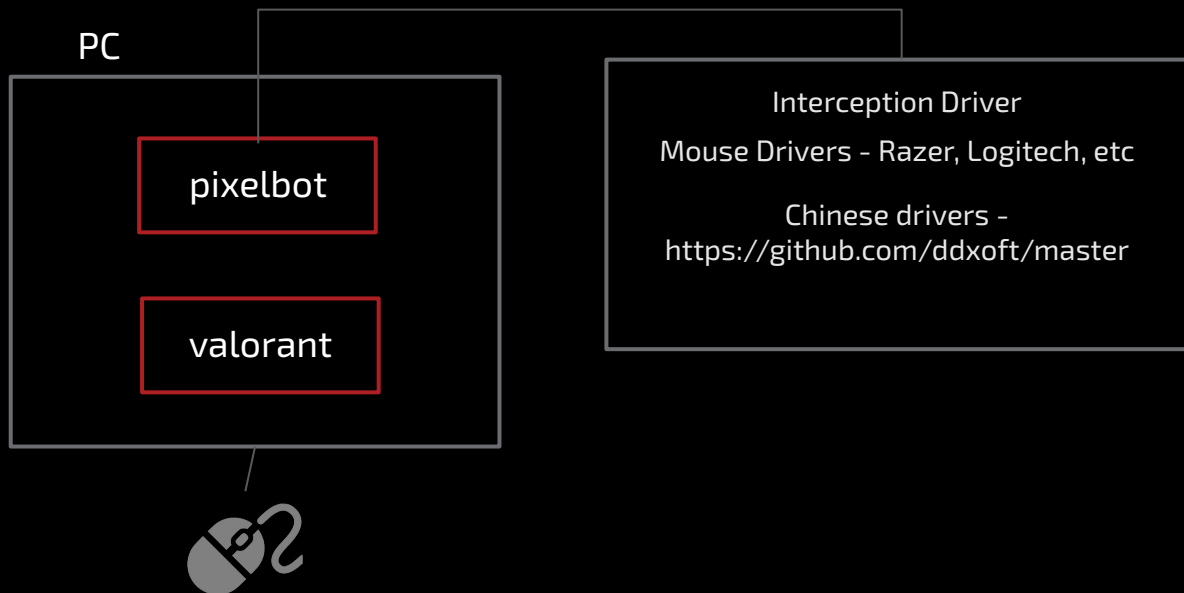 PC
pixelbot
valorant
Interception Driver
Mouse Drivers - Razer, Logitech, etc
Chinese drivers -
https://github.com/ddxoft/master